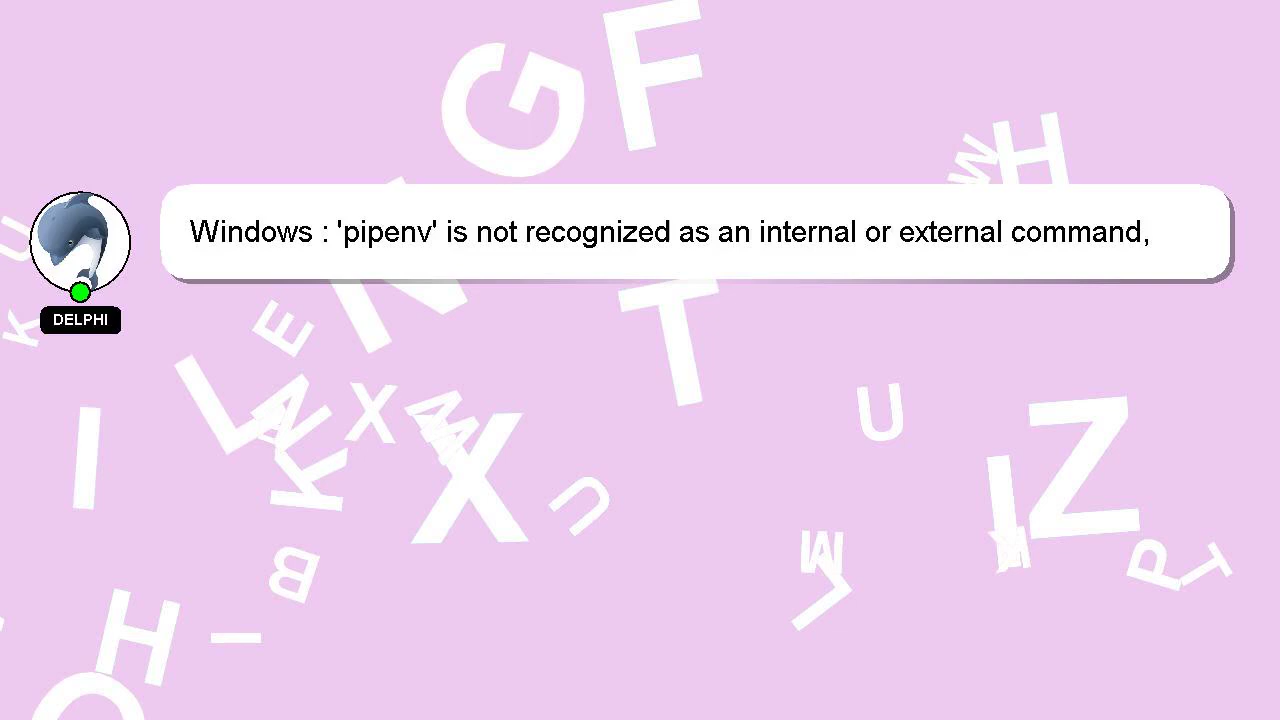 Windows : 'pipenv' is not recognized as an internal or external command,
DELPHI
G
F
W
H
U
K
N
E
T
L
X
X
U
I
K
U
Z
I
P
T
B
H
I